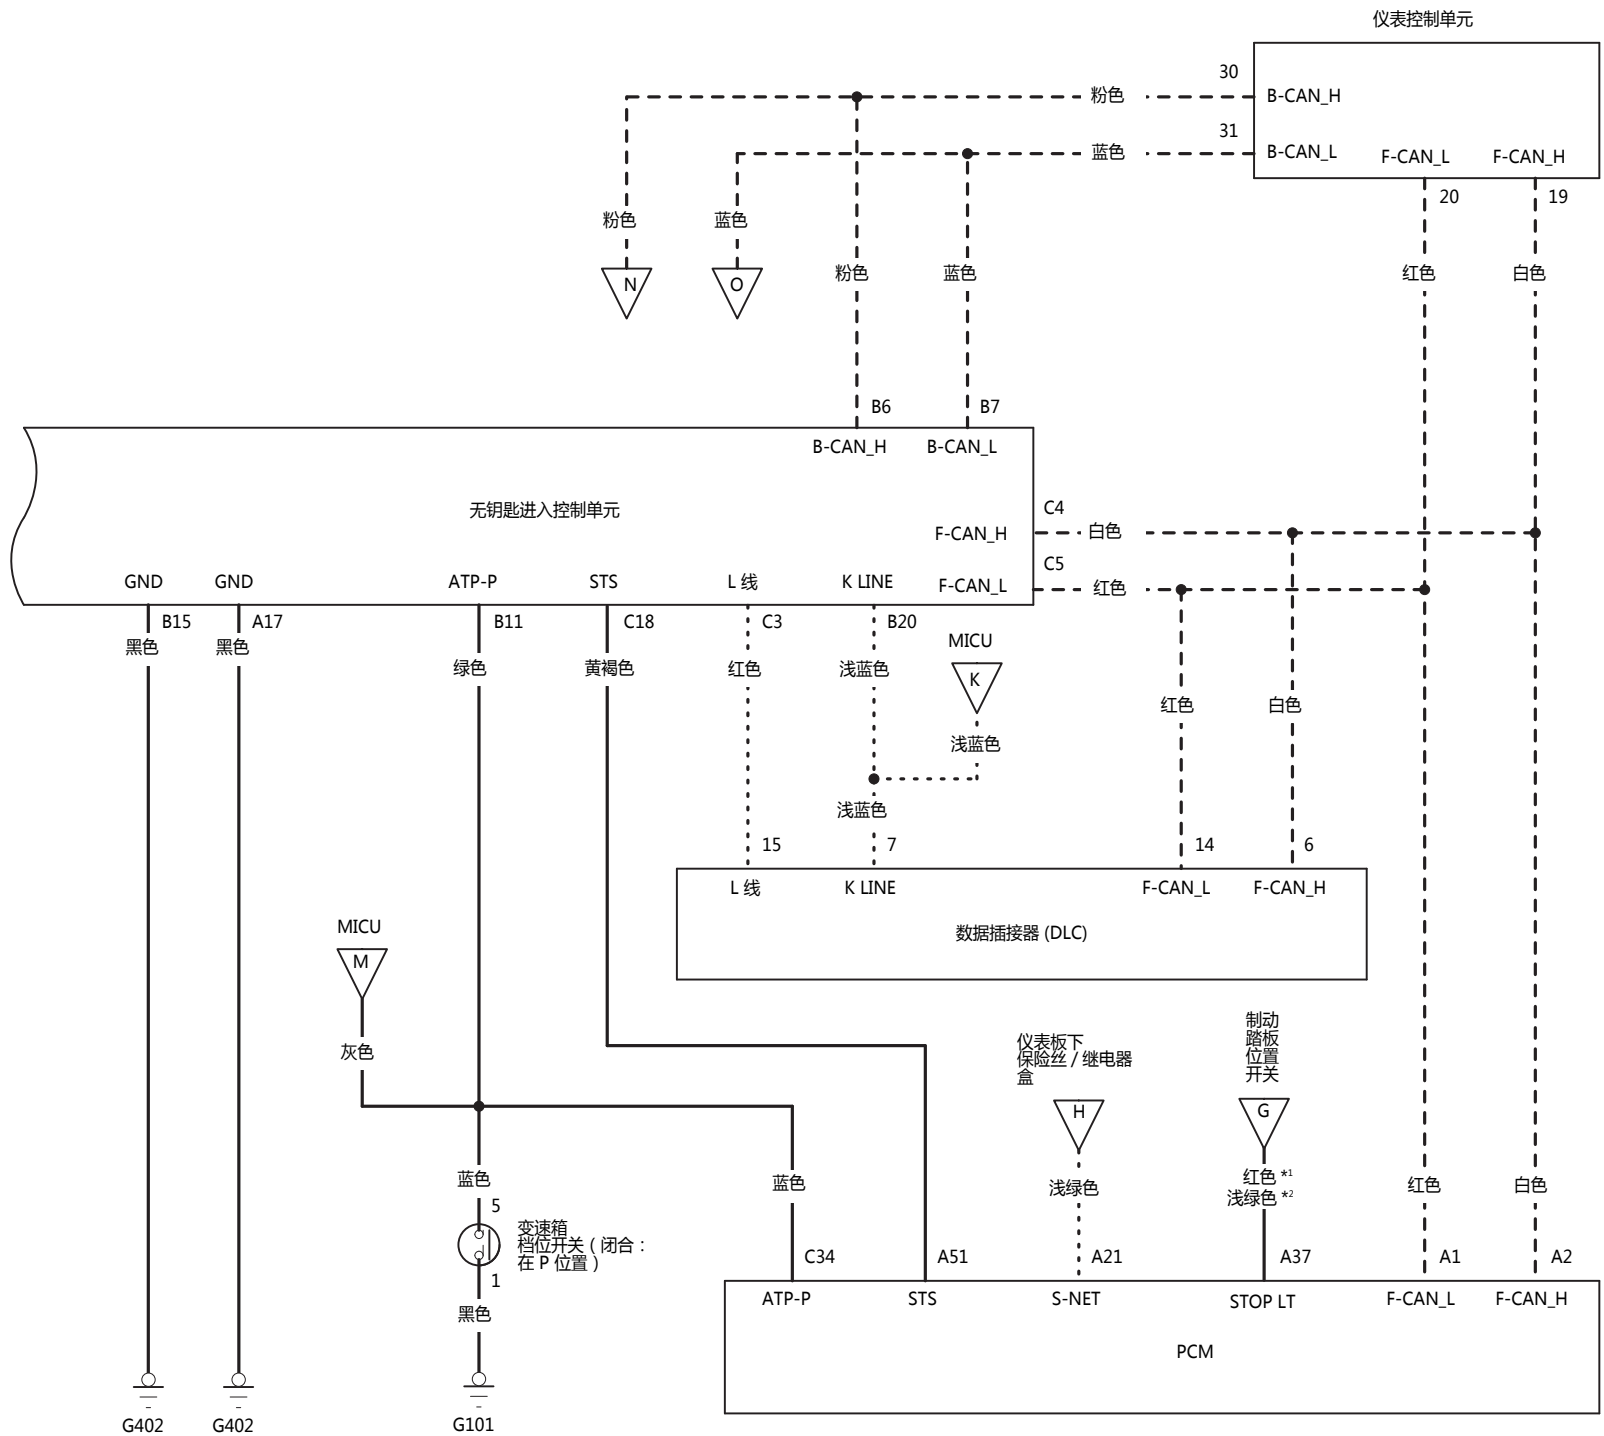 仪表控制单元
30
粉色
B-CAN_H
31
蓝色
B-CAN_L
F-CAN_L
F-CAN_H
20
19
粉色
蓝色
粉色
蓝色
红色
白色
N
O
B6
B7
B-CAN_H
B-CAN_L
无钥匙进入控制单元
C4
F-CAN_H
白色
C5
F-CAN_L
红色
GND
GND
ATP-P
STS
L 线
K LINE
B15
A17
B11
C18
C3
B20
MICU
黑色
黑色
绿色
黄褐色
红色
浅蓝色
K
红色
白色
浅蓝色
浅蓝色
15
7
14
6
L 线
K LINE
F-CAN_L
F-CAN_H
数据插接器 (DLC)
MICU
M
灰色
仪表板下
保险丝 / 继电器
盒
H
制动
踏板
位置
开关
G
蓝色
5
变速箱
档位开关 ( 闭合 :
在 P 位置 )
1
黑色
蓝色
浅绿色
红色 *1
浅绿色 *2
红色
白色
C34
A51
A21
A37
A1
A2
ATP-P
STS
S-NET
STOP LT
F-CAN_L
F-CAN_H
PCM
G402
G402
G101